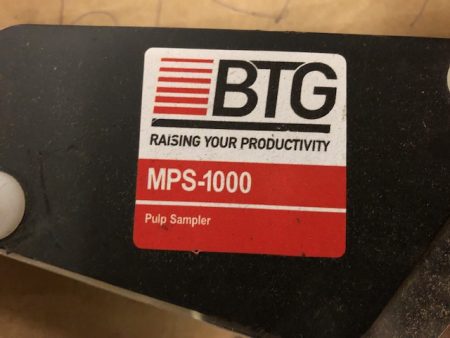 BTG
RAISING YOUR PRODUCTIVITY
MPS-1000
Pulp Sampler